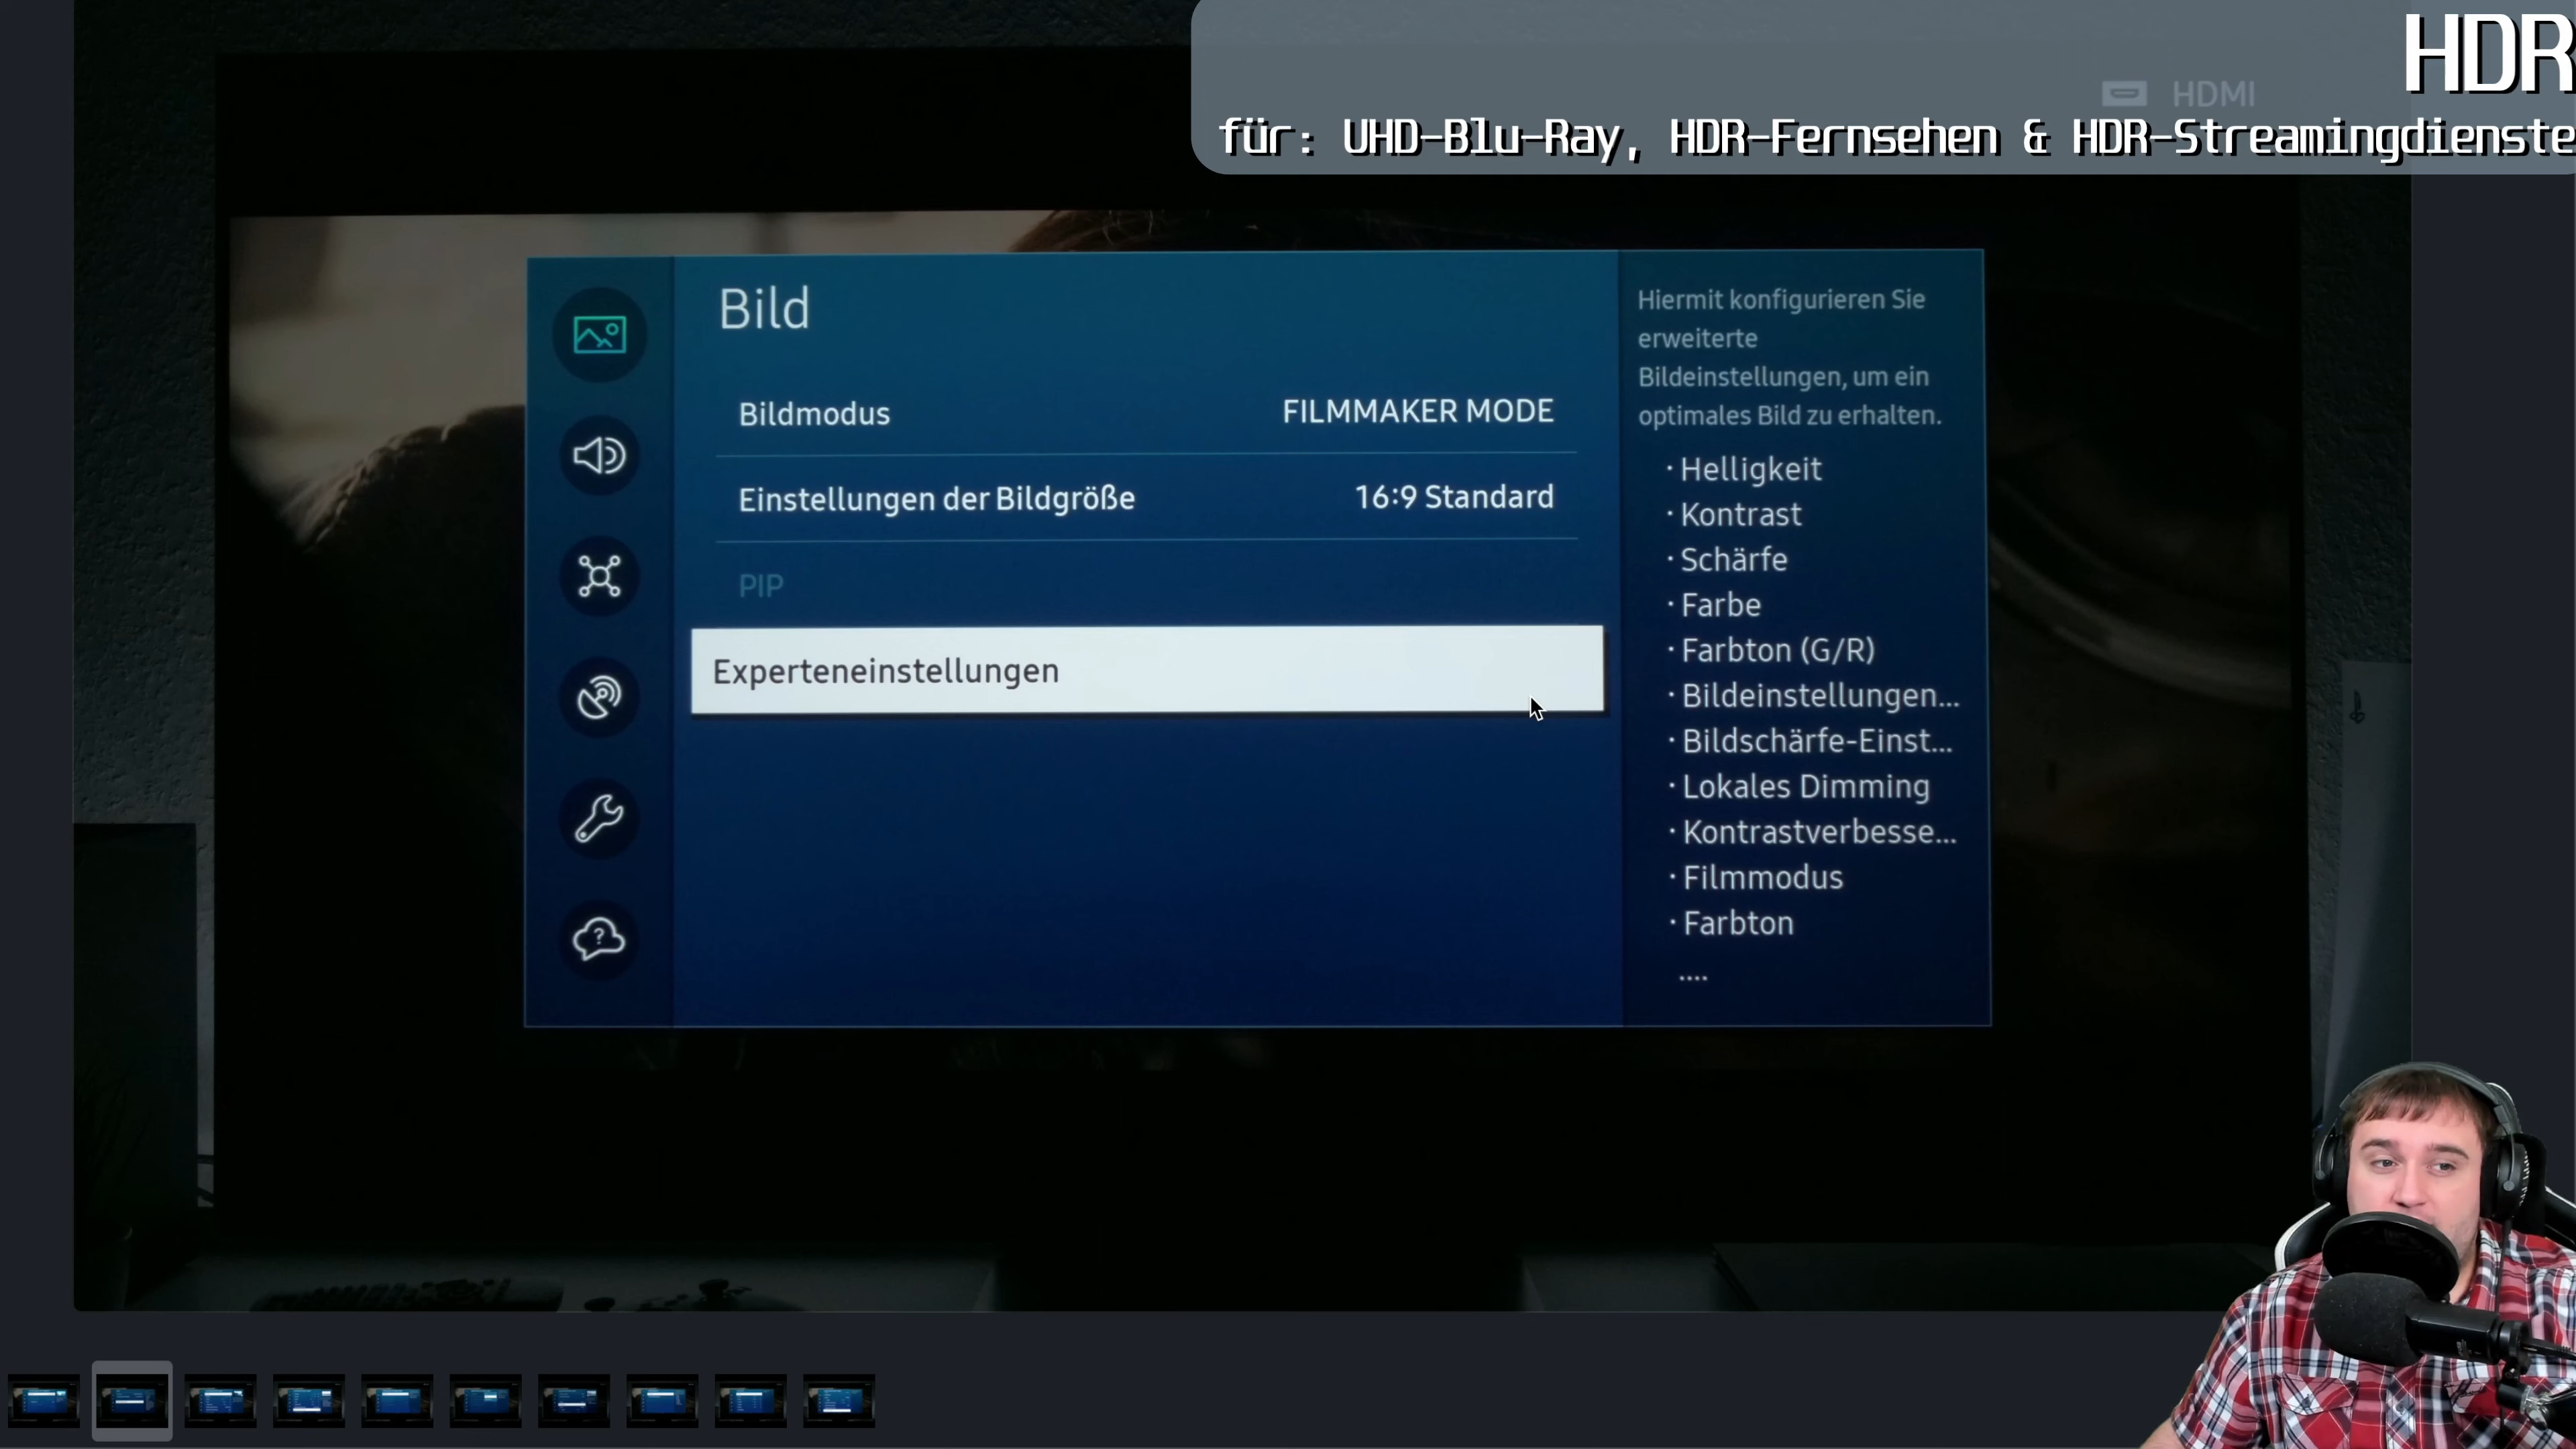 HDR
HDMI
für: UHD-Blu-Ray, HDR-Fernsehen & HDR-Streamingdienste
Bild
Bildmodus FILMMAKER MODE
Einstellungen der Bildgröße 16:9 Standard
PIP
Experteneinstellungen
Hiermit konfigurieren Sie
erweiterte
Bildeinstellungen, um ein
optimales Bild zu erhalten.
· Helligkeit
· Kontrast
· Schärfe
· Farbe
· Farbton (G/R)
· Bildeinstellungen...
· Bildschärfe-Einst...
· Lokales Dimming
· Kontrastverbesse...
· Filmmodus
· Farbton
....